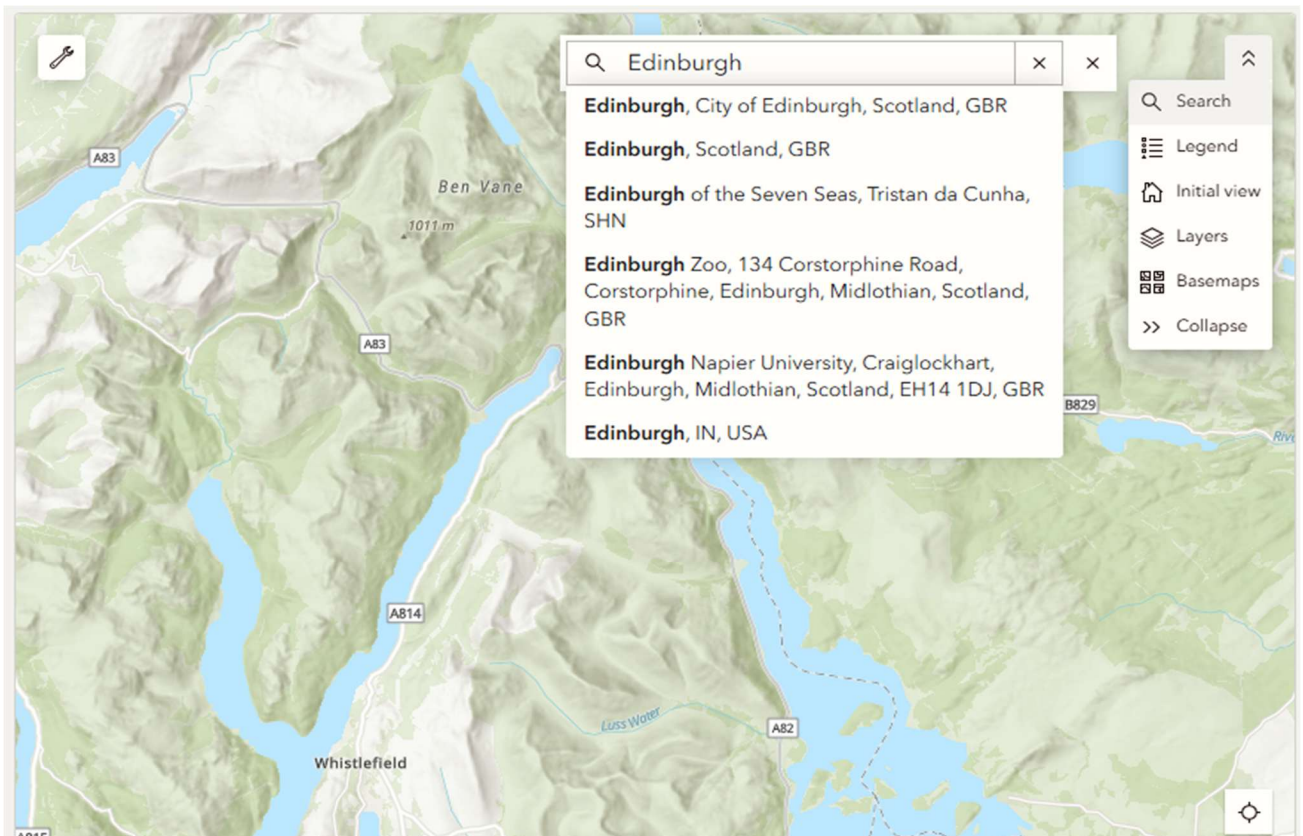 Edinburgh
Search
Edinburgh, City of Edinburgh, Scotland, GBR
Legend
A83
Edinburgh, Scotland, GBR
Ben Vane
Initial view
Edinburgh of the Seven Seas, Tristan da Cunha,
SHN
1011 m
Layers
Edinburgh Zoo, 134 Corstorphine Road,
Corstorphine, Edinburgh, Midlothian, Scotland,
GBR
Basemaps
Collapse
A83
Edinburgh Napier University, Craiglockhart,
Edinburgh, Midlothian, Scotland, EH14 1DJ, GBR
B829
Edinburgh, IN, USA
A814
Luss Water
A82
Whistlefield